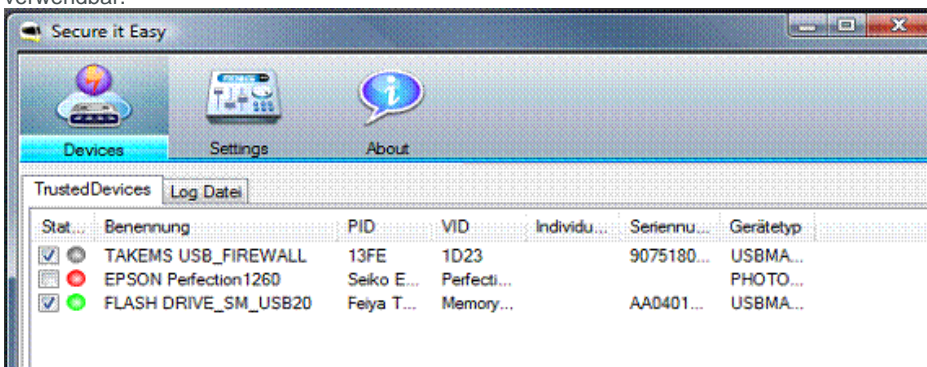 verwendbar.
Secure it Easy
Devices Settings About
TrustedDevices Log Datei
Stat... Benennung PID VID Individu... Seriennu... Gerätetyp
TAKEMS USB_FIREWALL 13FE 1D23 9075180... USBMA...
EPSON Perfection1260 Seiko E... Perfecti... PHOTO...
FLASH DRIVE_SM_USB20 Feiya T... Memory... AA0401... USBMA...